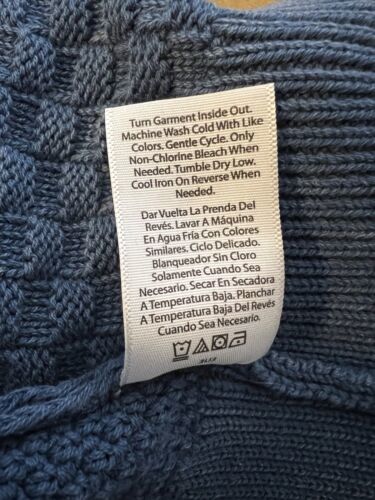 Turn Garment Inside Out.
Machine Wash Cold With Like
Colors. Gentle Cycle. Only
Non-Chlorine Bleach When
Needed. Tumble Dry Low.
Cool Iron On Reverse When
Needed.
Dar Vuelta La Prenda Del
Revés. Lavar A Máquina
En Agua Fría Con Colores
Similares. Ciclo Delicado.
Blanqueador Sin Cloro
Solamente Cuando Sea
Necesario. Secar En Secadora
A Temperatura Baja. Planchar
A Temperatura Baja Del Revés
Cuando Sea Necesario.